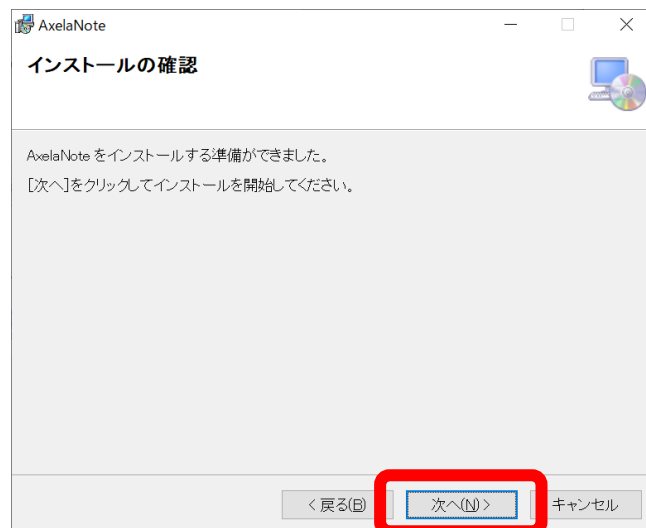 AxelaNote
インストールの確認
AxelaNote をインストールする準備ができました。
[次へ]をクリックしてインストールを開始してください。
< 戻る(B)
次へ(N) >
キャンセル